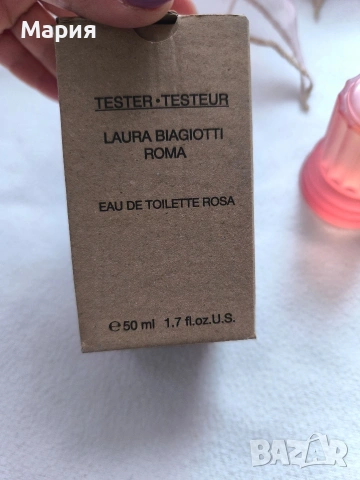 Мария
TESTER·TESTEUR
LAURA BIAGIOTTI
ROMA
EAU DE TOILETTE ROSA
℮50 ml 1.7 fl.oz.U.S.
BAZAR